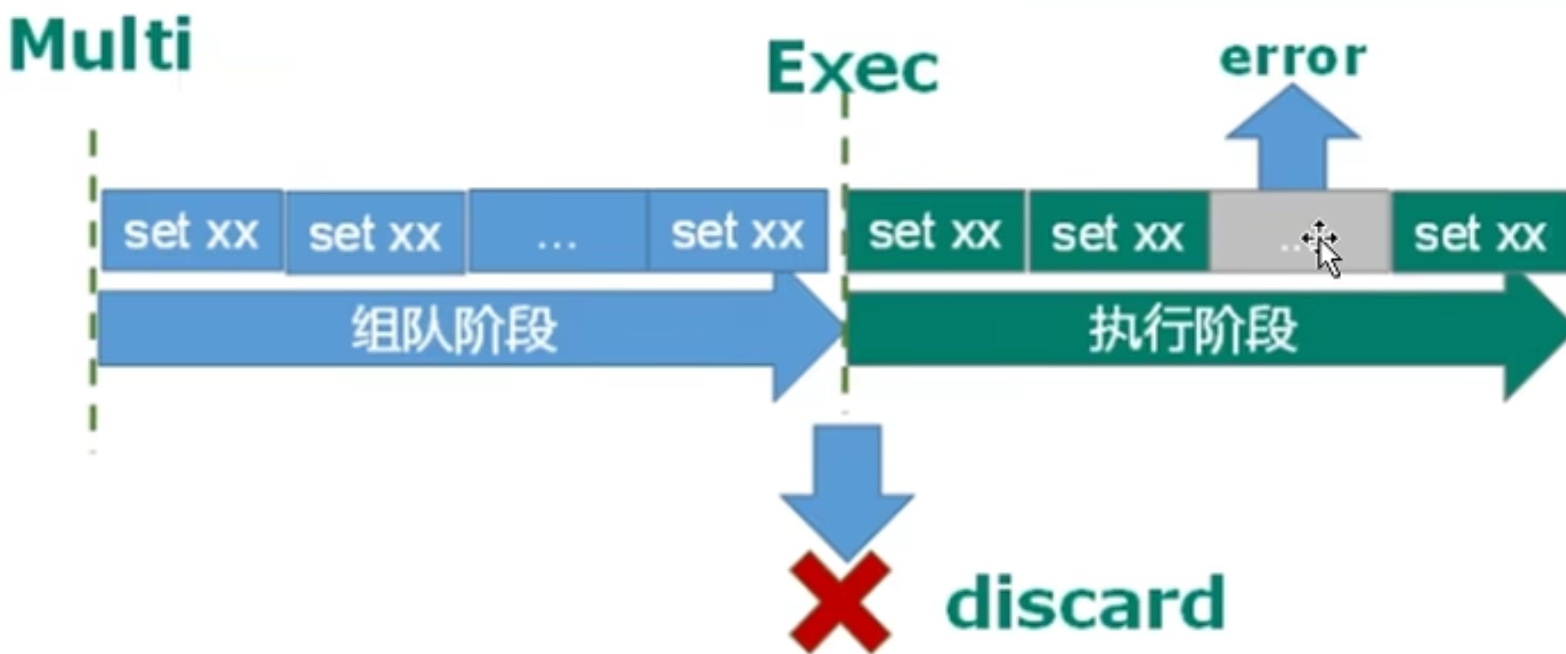 Multi
Exec
error
set xx
set xx
...
set xx
set xx
set xx
set xx
组队阶段
执行阶段
discard